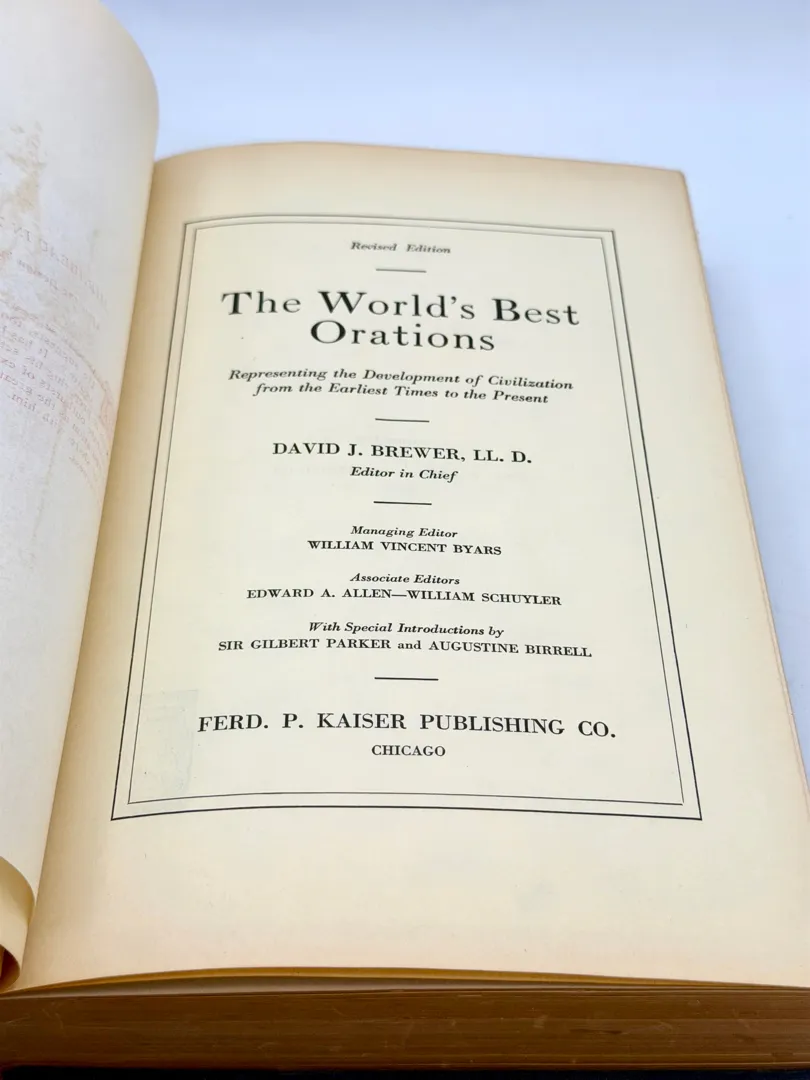 Revised Edition
The World's Best
Orations
Representing the Development of Civilization
from the Earliest Times to the Present
DAVID J. BREWER, LL. D.
Editor in Chief
Managing Editor
WILLIAM VINCENT BYARS
Associate Editors
EDWARD A. ALLEN—WILLIAM SCHUYLER
With Special Introductions by
SIR GILBERT PARKER and AUGUSTINE BIRRELL
FERD. P. KAISER PUBLISHING CO.
CHICAGO